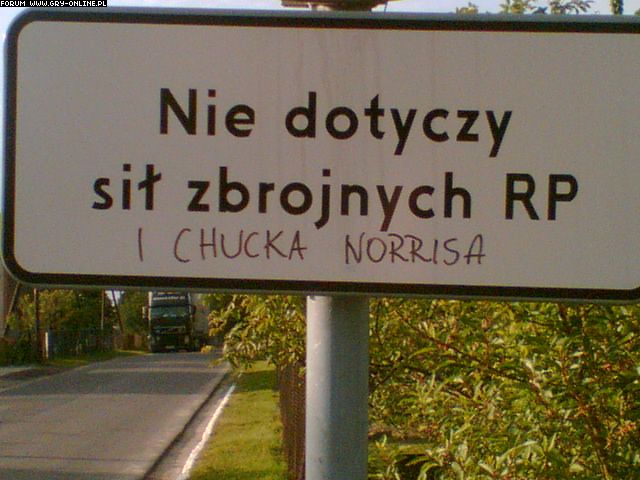 FORUM WWW.GRY-ONLINE.PL
Nie dotyczy
sił zbrojnych RP
I CHUCKA NORRISA